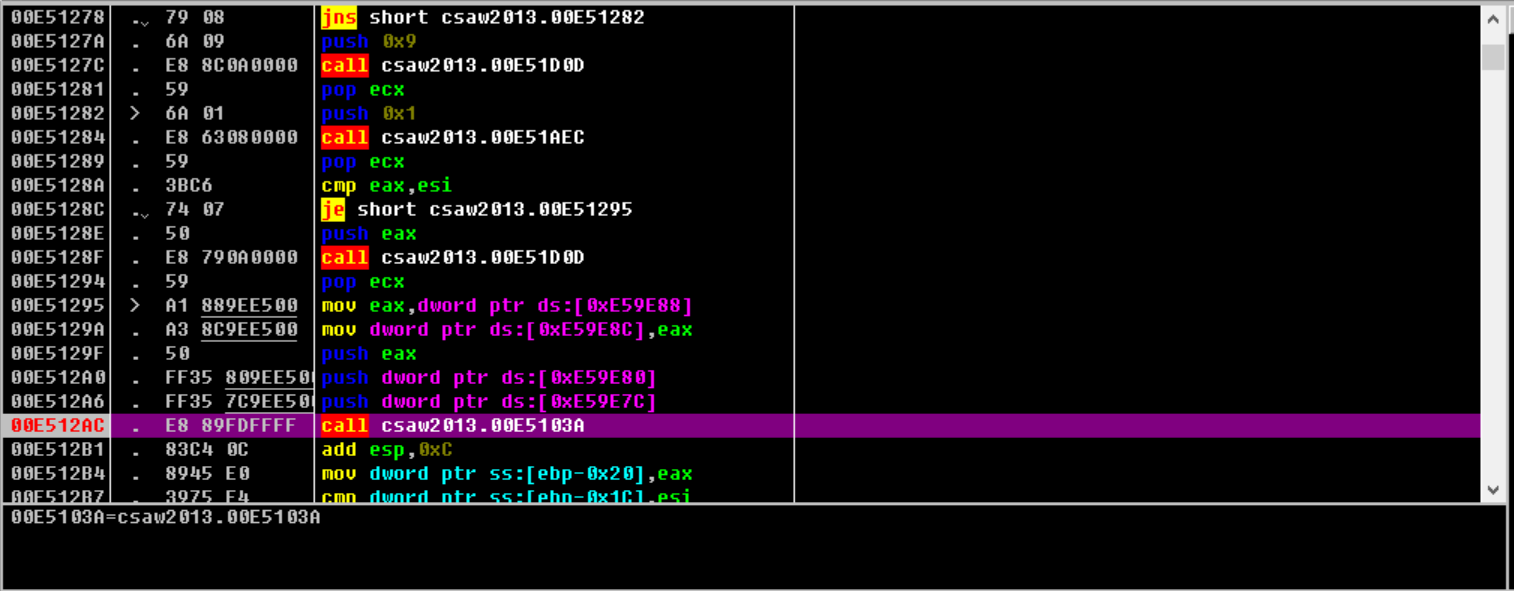 00E51278 .⌄ 79 08 jns short csaw2013.00E51282
00E5127A . 6A 09 push 0x9
00E5127C . E8 8C0A0000 call csaw2013.00E51D0D
00E51281 . 59 pop ecx
00E51282 > 6A 01 push 0x1
00E51284 . E8 63080000 call csaw2013.00E51AEC
00E51289 . 59 pop ecx
00E5128A . 3BC6 cmp eax,esi
00E5128C .⌄ 74 07 je short csaw2013.00E51295
00E5128E . 50 push eax
00E5128F . E8 790A0000 call csaw2013.00E51D0D
00E51294 . 59 pop ecx
00E51295 > A1 889EE500 mov eax,dword ptr ds:[0xE59E88]
00E5129A . A3 8C9EE500 mov dword ptr ds:[0xE59E8C],eax
00E5129F . 50 push eax
00E512A0 . FF35 809EE50 push dword ptr ds:[0xE59E80]
00E512A6 . FF35 7C9EE50 push dword ptr ds:[0xE59E7C]
00E512AC . E8 89FDFFFF call csaw2013.00E5103A
00E512B1 . 83C4 0C add esp,0xC
00E512B4 . 8945 E0 mov dword ptr ss:[ebp-0x20],eax
00E512B7 . 3975 E4 cmp dword ptr ss:[ebp-0x1C],esi
00E5103A=csaw2013.00E5103A